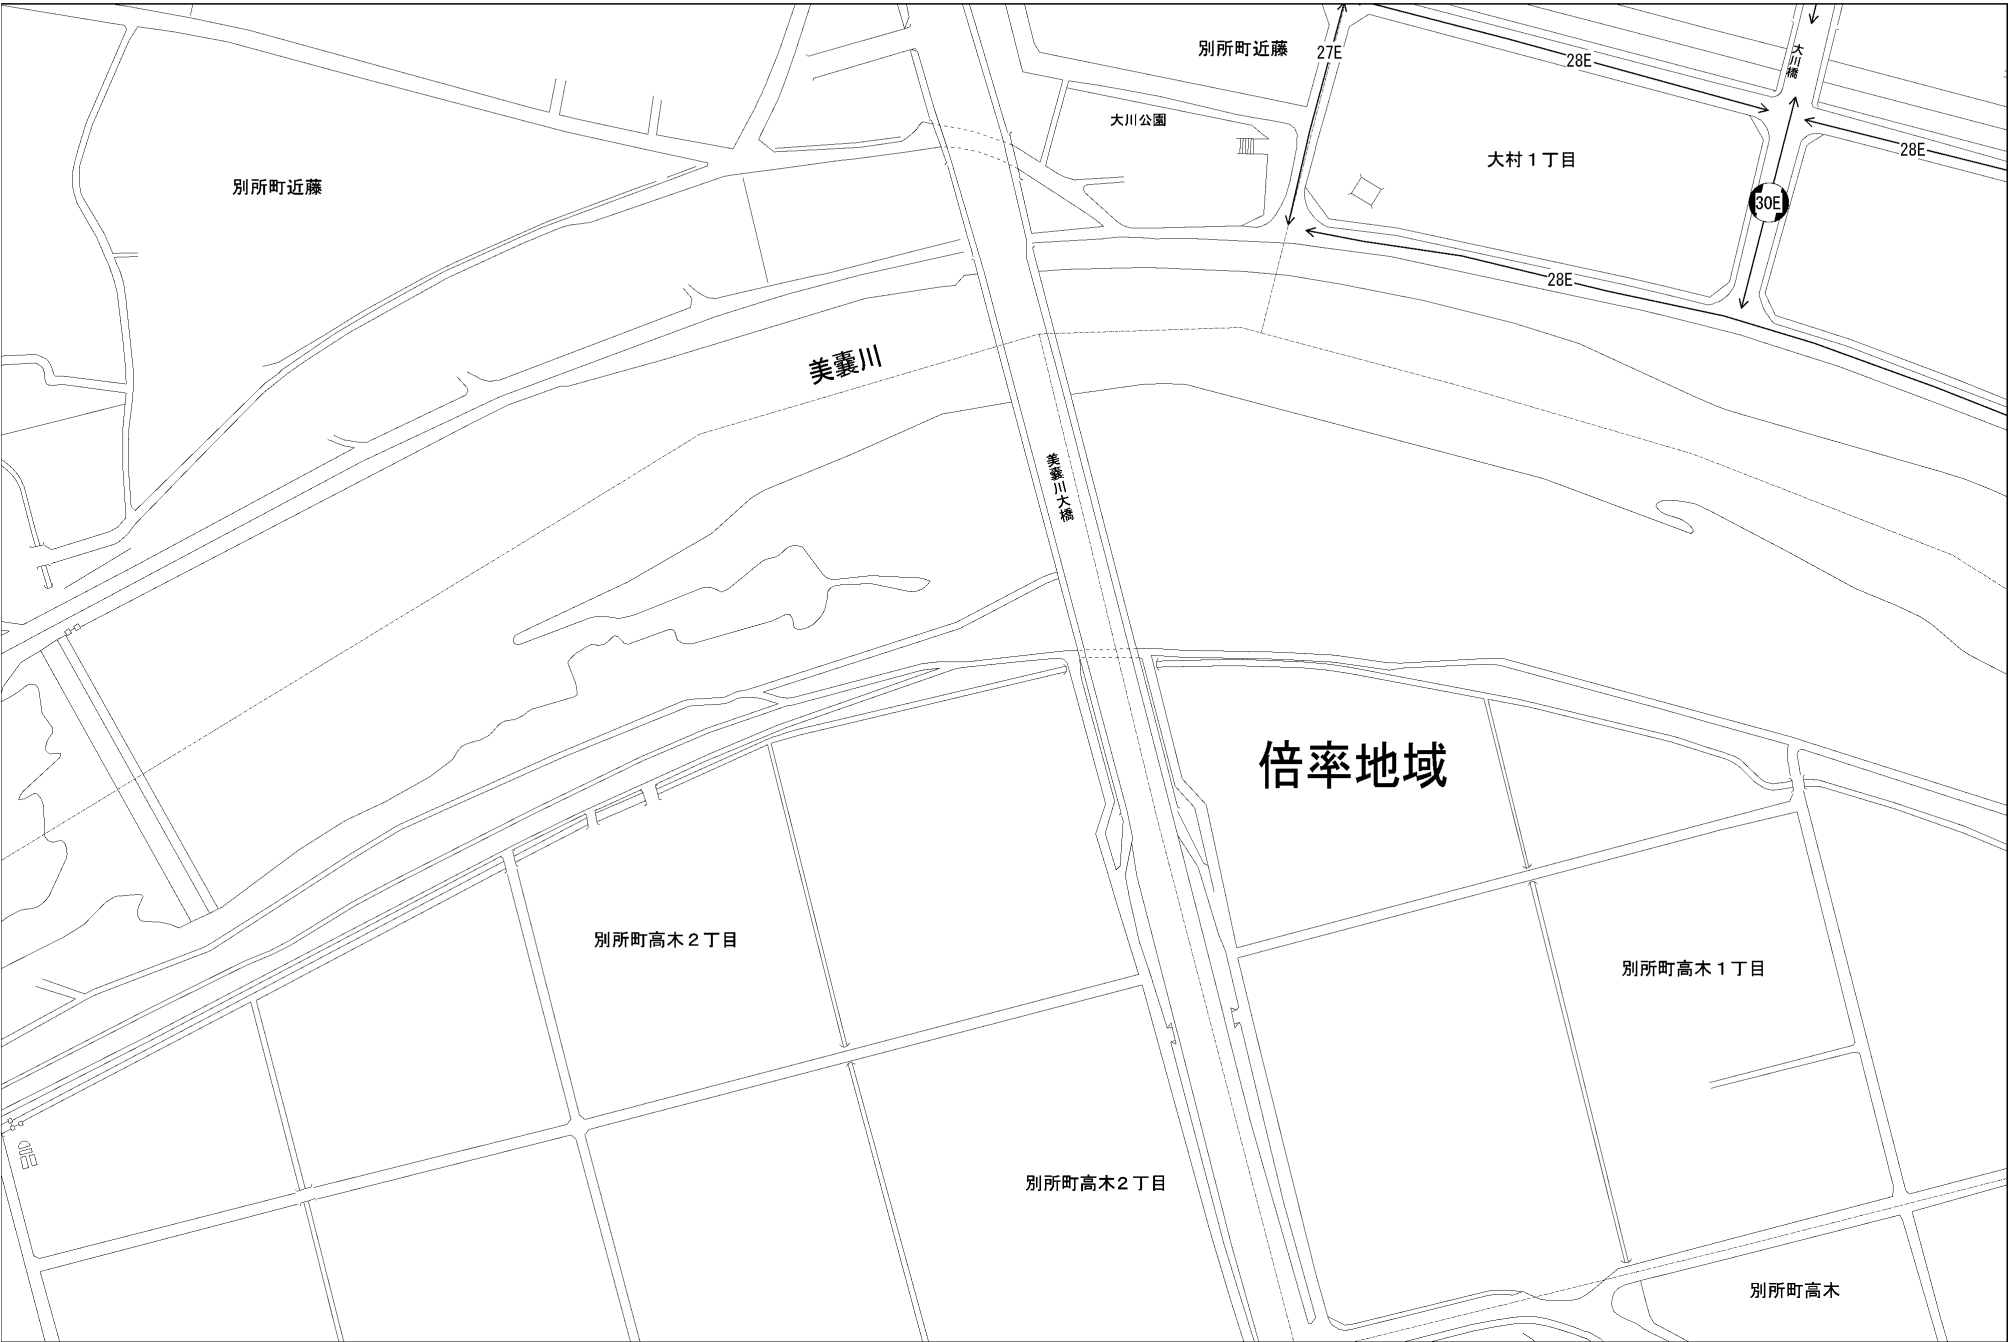 別所町近藤
27E
28E
大川橋
大川公園
28E
大村1丁目
別所町近藤
30E
28E
美嚢川
美嚢川大橋
倍率地域
別所町高木2丁目
別所町高木1丁目
別所町高木2丁目
別所町高木